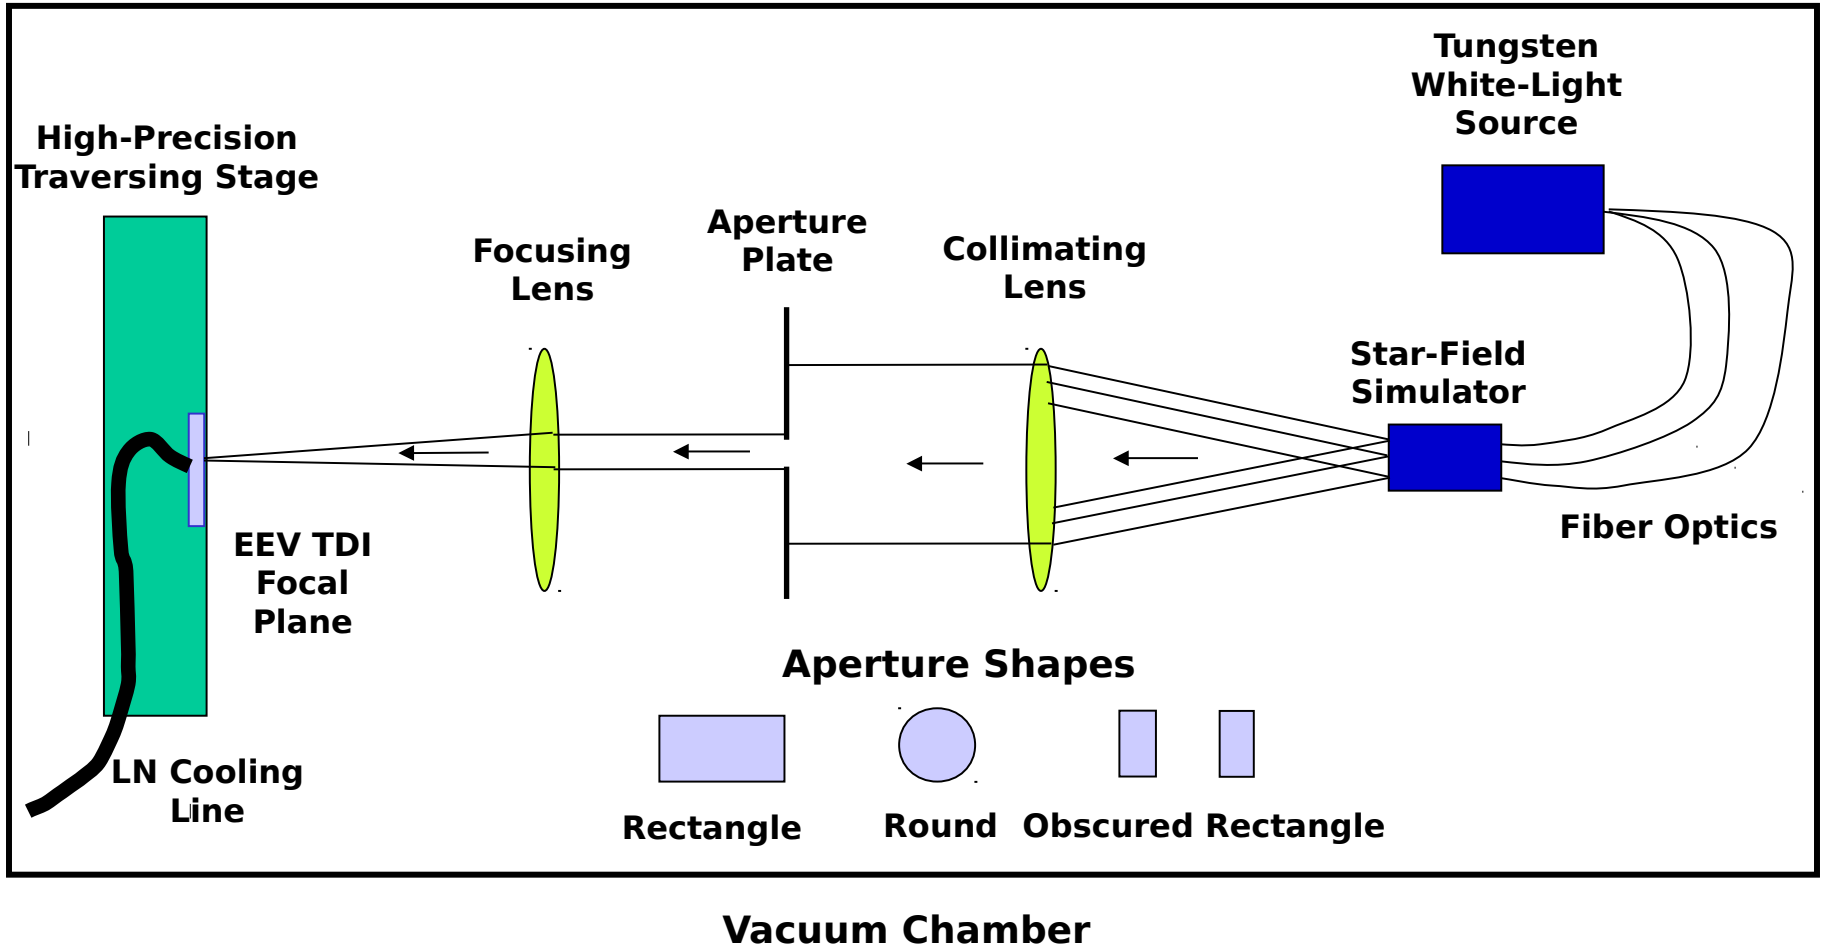 Tungsten
White-Light
Source
High-Precision
Traversing Stage
Aperture
Plate
Focusing
Lens
Collimating
Lens
Star-Field
Simulator
Fiber Optics
EEV TDI
Focal
Plane
Aperture Shapes
LN Cooling
Line
Rectangle
Round
Obscured Rectangle
Vacuum Chamber